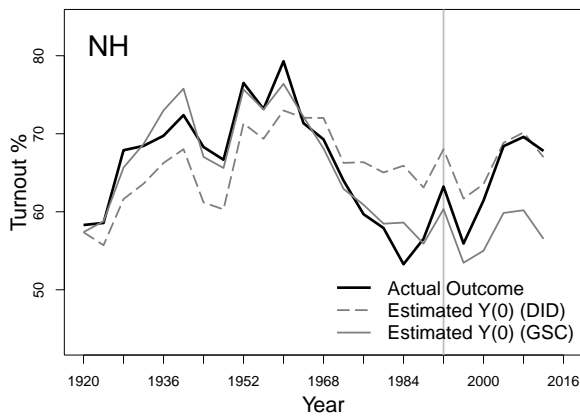 NH
Turnout %
80
70
60
50
Actual Outcome
Estimated Y(0) (DID)
Estimated Y(0) (GSC)
1920 1936 1952 1968 1984 2000 2016
Year